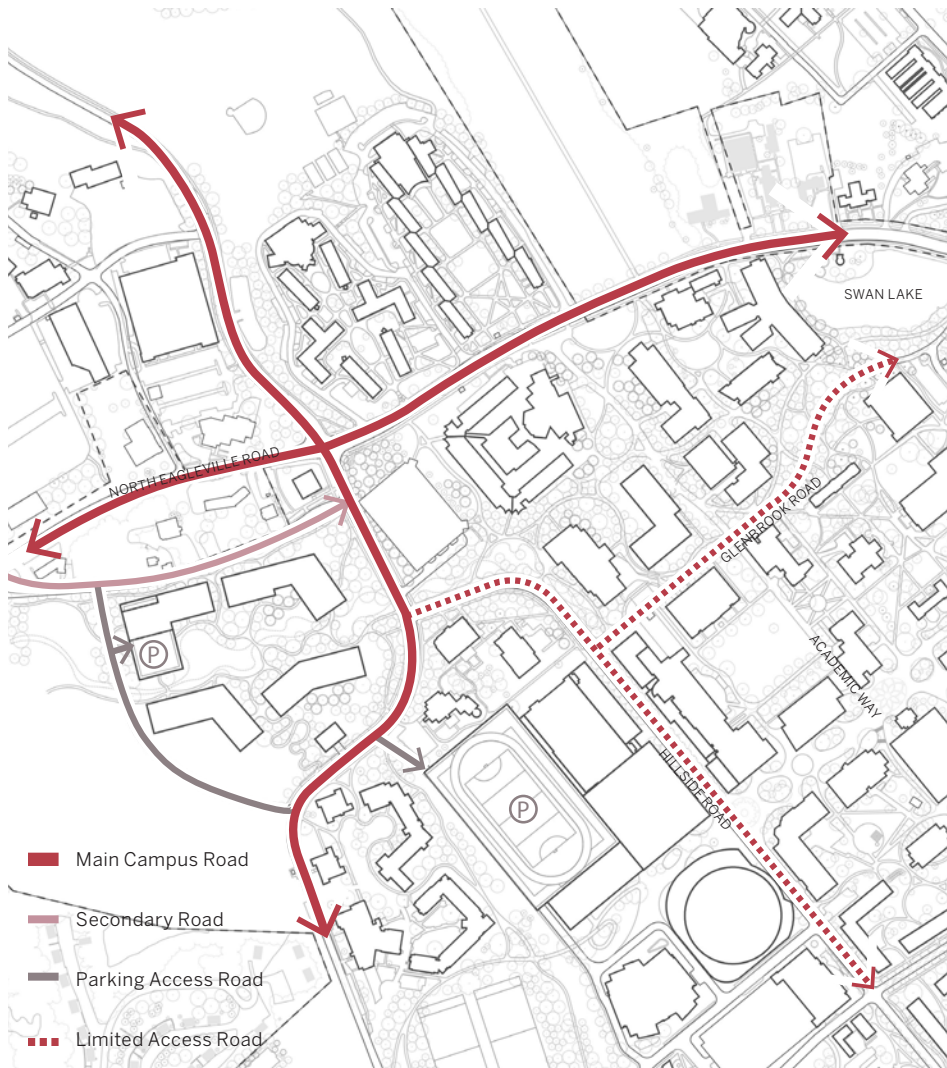 SWAN LAKE
NORTH EAGLEVILLE ROAD
GLENBROOK ROAD
ACADEMIC WAY
P
HILLSIDE ROAD
P
Main Campus Road
Secondary Road
Parking Access Road
Limited Access Road